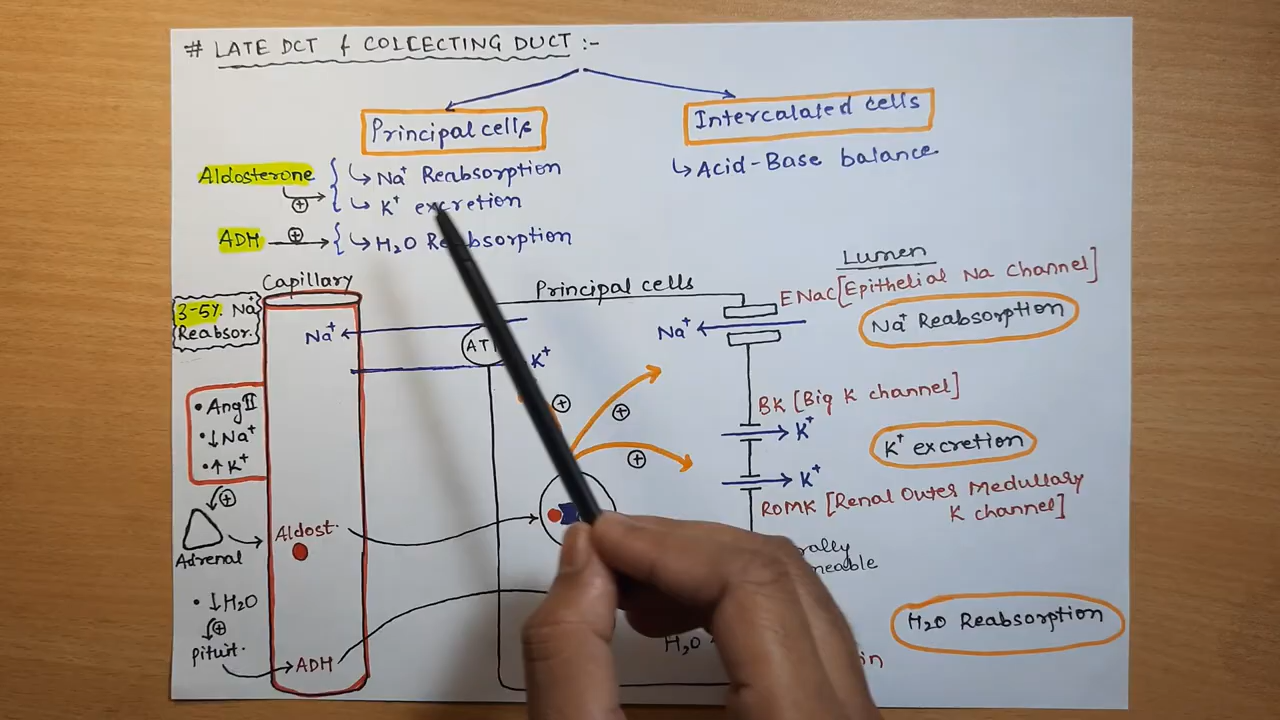 # LATE DCT & COLLECTING DUCT :-
Principal cells
Intercalated cells
Aldosterone
↳ Na⁺ Reabsorption
↳ Acid-Base balance
⊕
↳ K⁺ excretion
ADH ⊕
↳ H₂O Reabsorption
Lumen
Capillary
Principal cells
ENaC [Epithelial Na Channel]
3-5% Na⁺
Reabsor.
Na⁺
Na⁺
Na⁺ Reabsorption
K⁺
• Ang II
• ↓ Na⁺
• ↑ K⁺
⊕
⊕
⊕
BK [Big K channel]
K⁺
K⁺ excretion
K⁺
ROMK [Renal Outer Medullary
K channel]
⊕
Adrenal
Aldost.
• ↓ H₂O
⊕
Pituit.
ADH
H₂O
H₂O Reabsorption